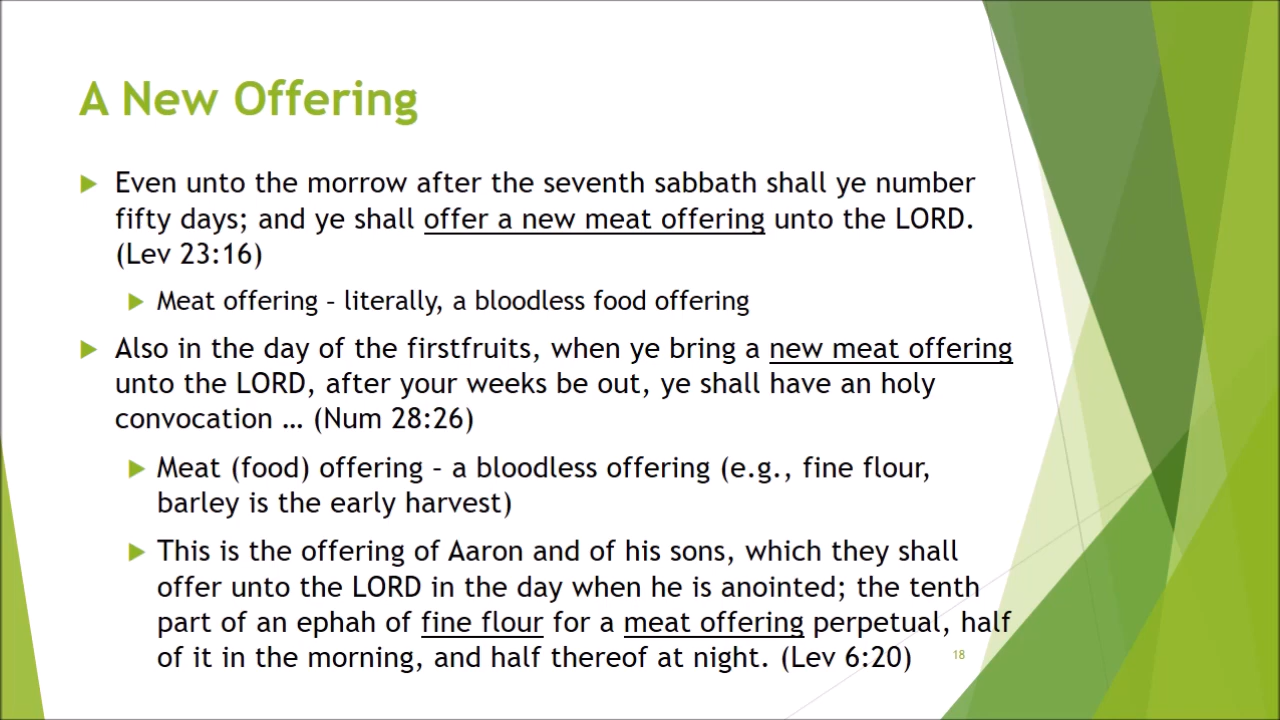 A New Offering
Even unto the morrow after the seventh sabbath shall ye number
fifty days; and ye shall offer a new meat offering unto the LORD.
(Lev 23:16)
Meat offering – literally, a bloodless food offering
Also in the day of the firstfruits, when ye bring a new meat offering
unto the LORD, after your weeks be out, ye shall have an holy
convocation … (Num 28:26)
Meat (food) offering – a bloodless offering (e.g., fine flour,
barley is the early harvest)
This is the offering of Aaron and of his sons, which they shall
offer unto the LORD in the day when he is anointed; the tenth
part of an ephah of fine flour for a meat offering perpetual, half
of it in the morning, and half thereof at night. (Lev 6:20)
18